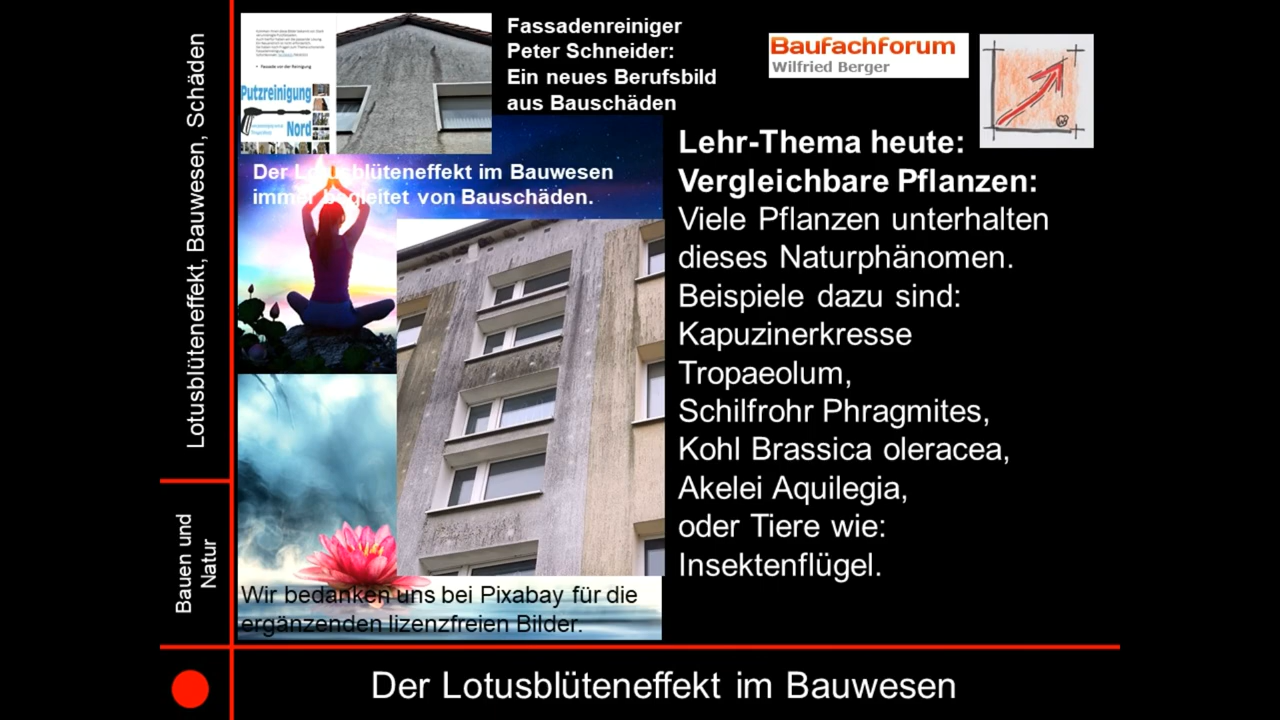 Lotusblüteneffekt, Bauwesen, Schäden
Bauen und
Natur
Putzreinigung
Nord
Fassadenreiniger
Peter Schneider:
Ein neues Berufsbild
aus Bauschäden
Baufachforum
Wilfried Berger
Der Lotusblüteneffekt im Bauwesen
immer begleitet von Bauschäden.
Lehr-Thema heute:
Vergleichbare Pflanzen:
Viele Pflanzen unterhalten
dieses Naturphänomen.
Beispiele dazu sind:
Kapuzinerkresse
Tropaeolum,
Schilfrohr Phragmites,
Kohl Brassica oleracea,
Akelei Aquilegia,
oder Tiere wie:
Insektenflügel.
Wir bedanken uns bei Pixabay für die
ergänzenden lizenzfreien Bilder.
Der Lotusblüteneffekt im Bauwesen